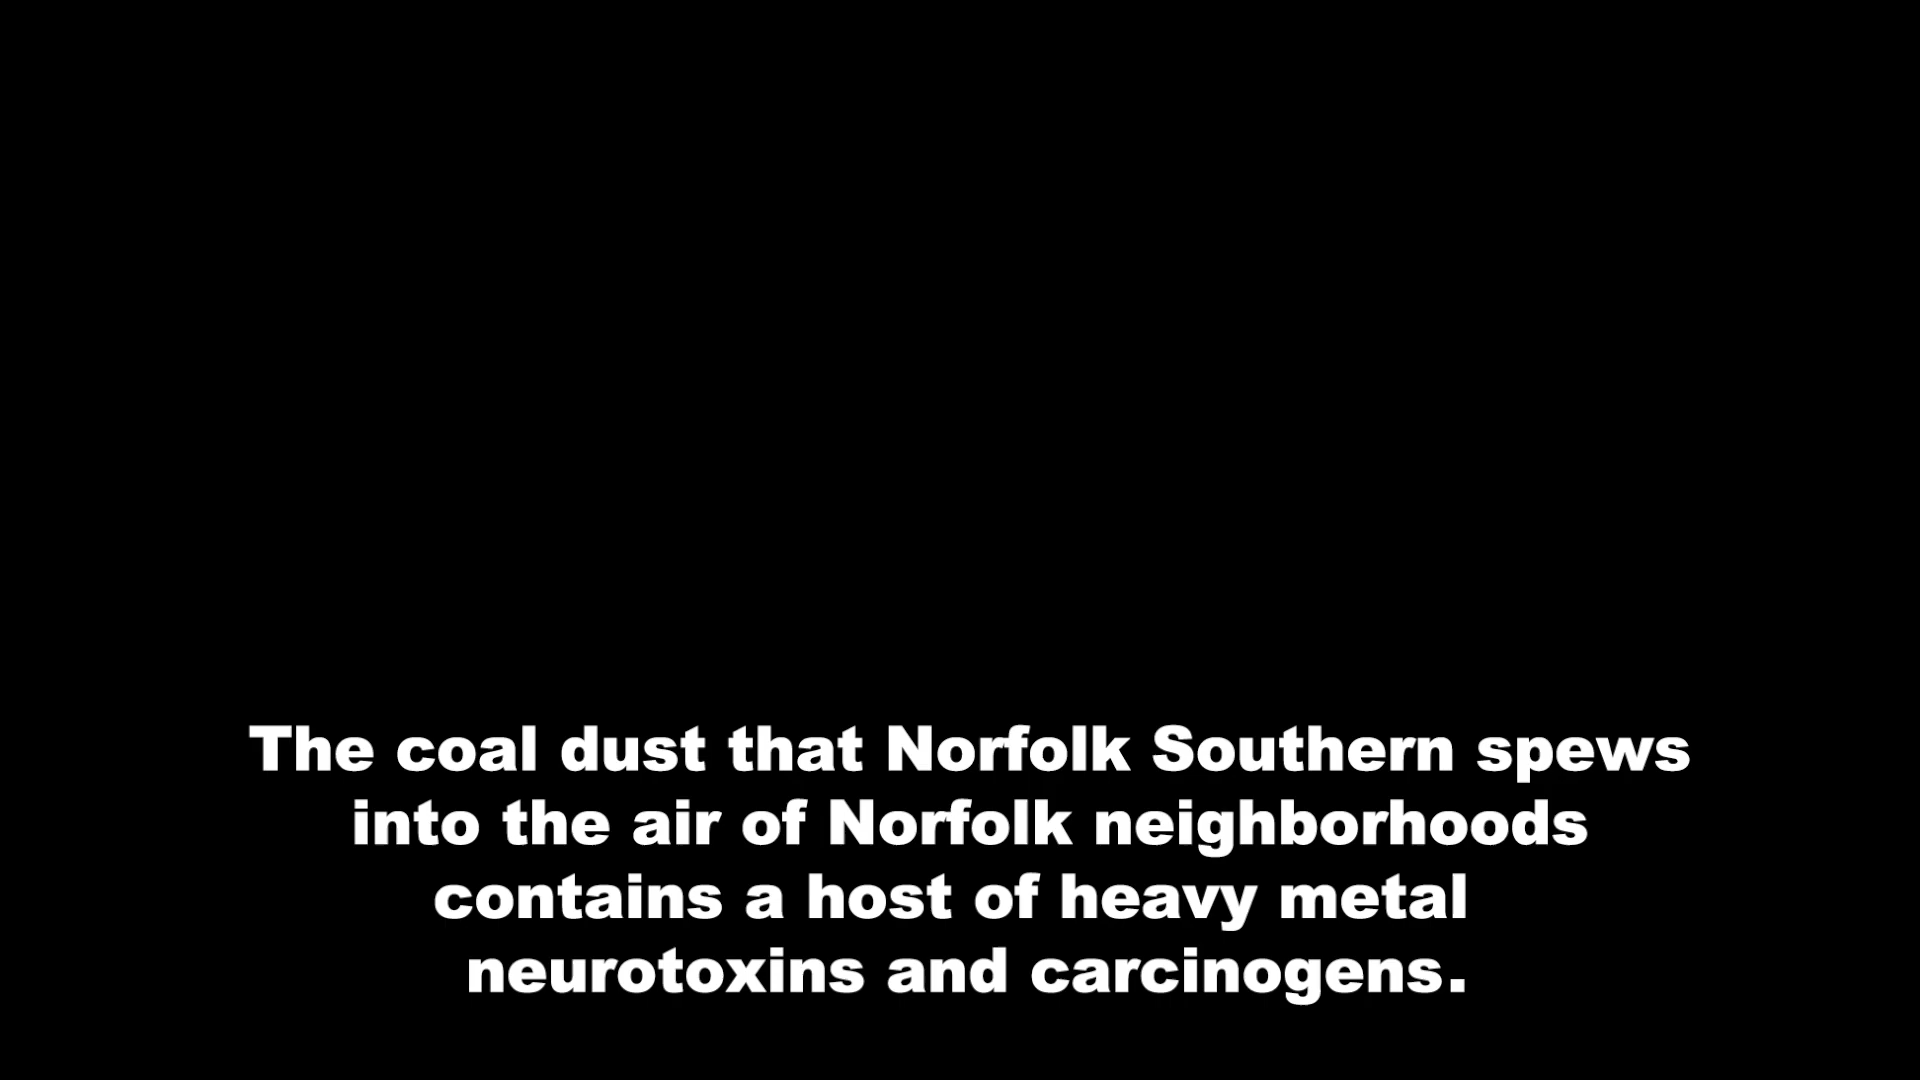 The coal dust that Norfolk Southern spews
into the air of Norfolk neighborhoods
contains a host of heavy metal
neurotoxins and carcinogens.